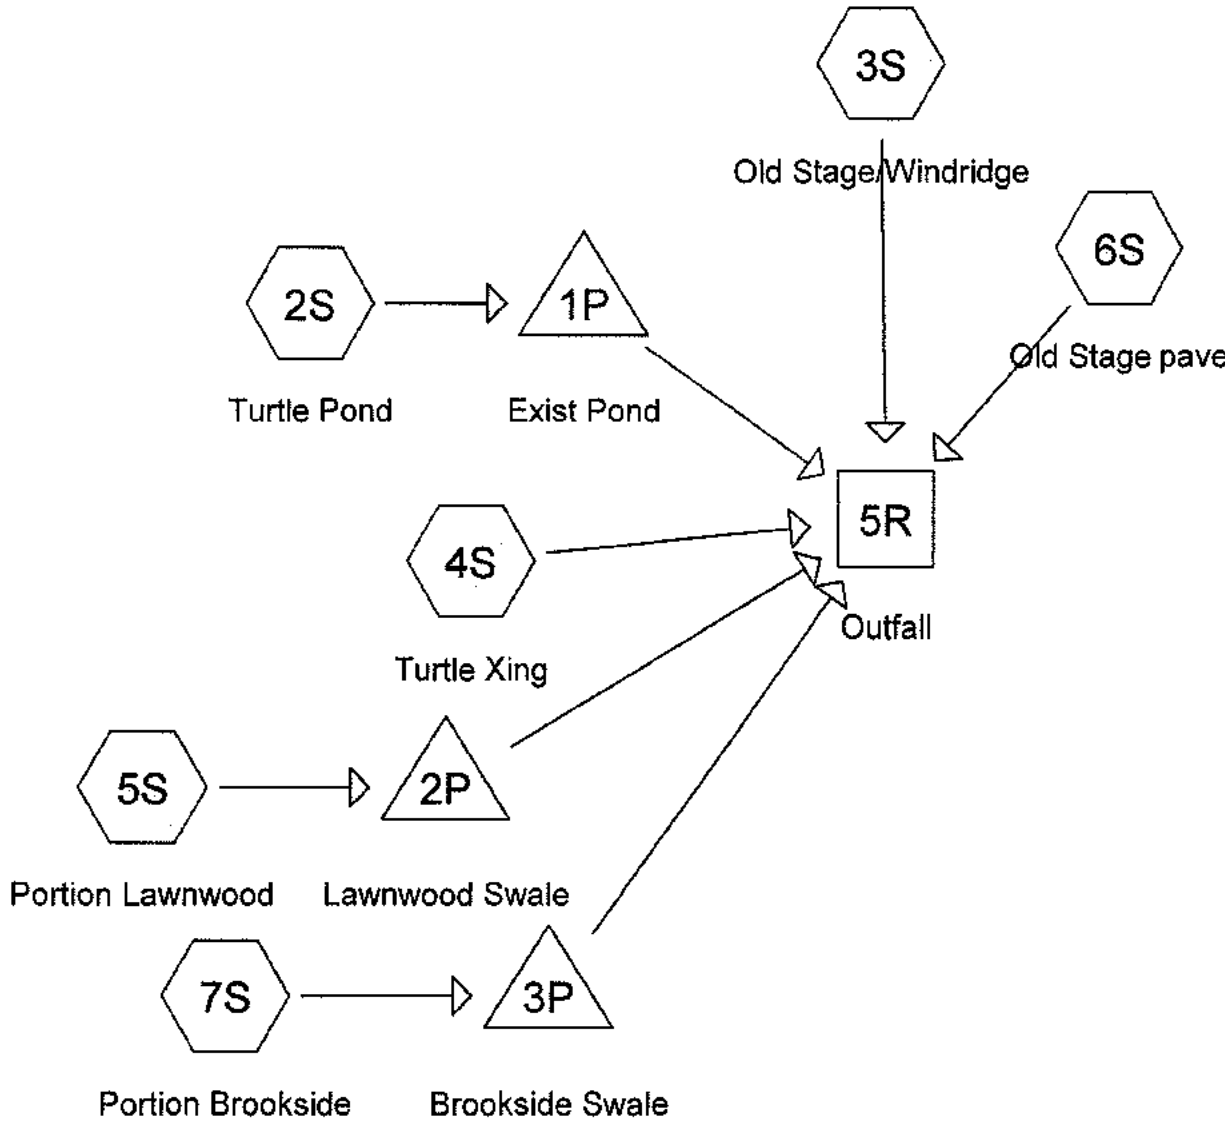 3S
Old Stage/Windridge
6S
Old Stage pave
2S
1P
Turtle Pond
Exist Pond
5R
Outfall
4S
Turtle Xing
5S
2P
Portion Lawnwood
Lawnwood Swale
7S
3P
Portion Brookside
Brookside Swale